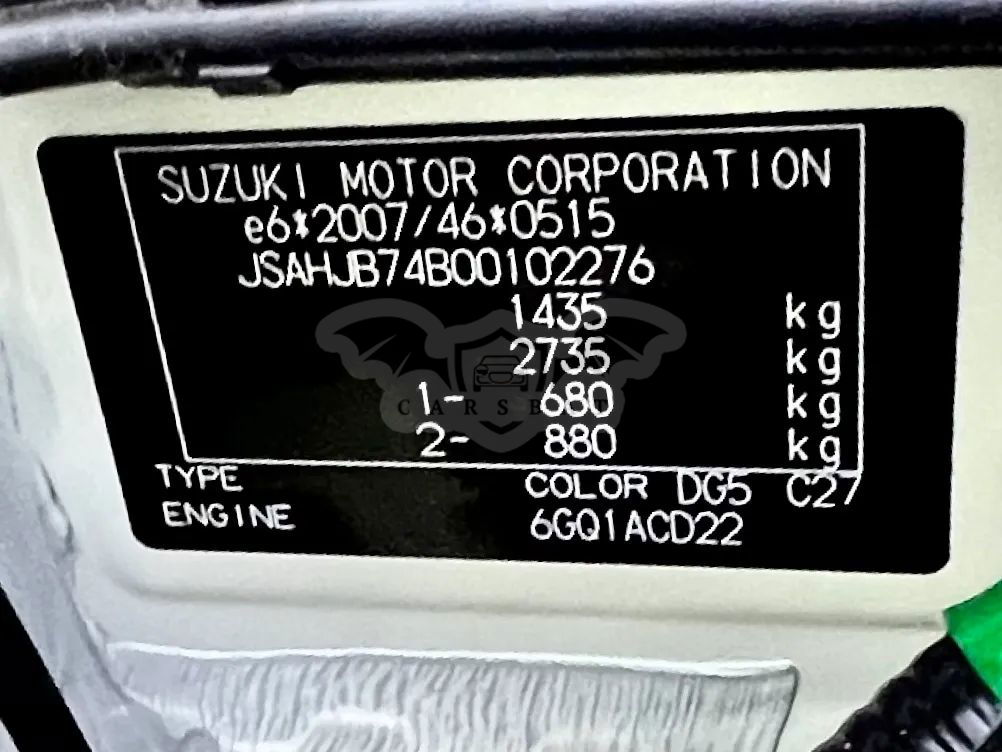 SUZUKI MOTOR CORPORATION
e6*2007/46*0515
JSAHJB74B00102276
1435 kg
2735 kg
1- 680 kg
2- 880 kg
TYPE COLOR DG5 C27
ENGINE 6GQ1ACD22